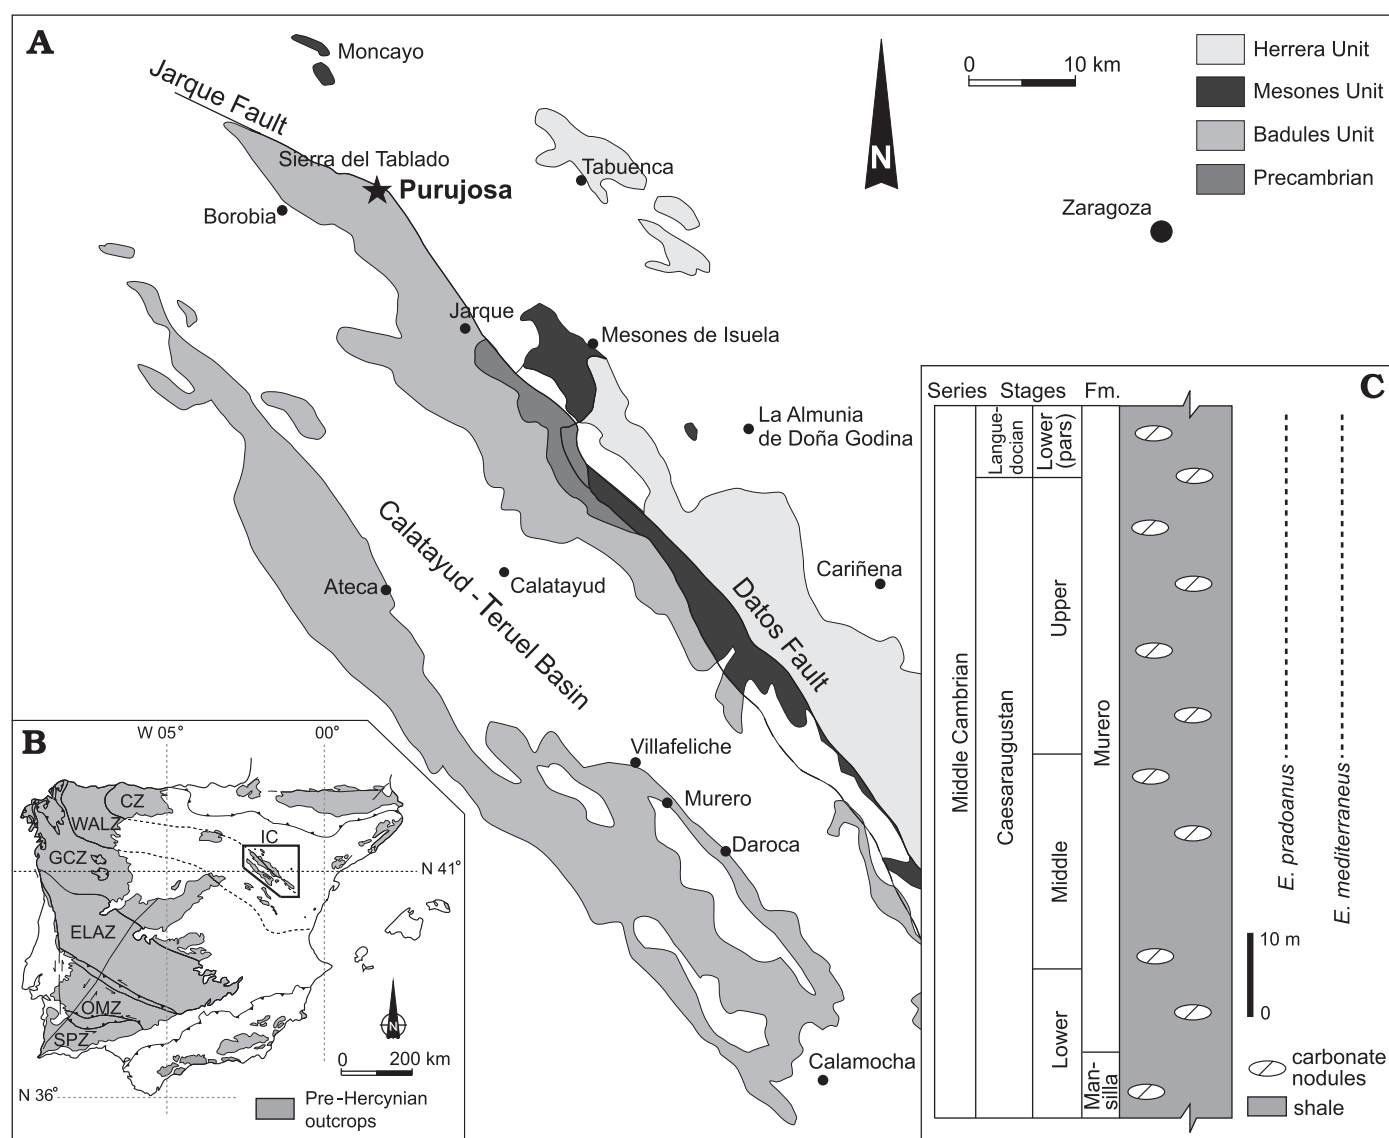 A
Moncayo
Jarque Fault
Sierra del Tablado
Purujosa
Borobia
Tabuenca
N
0 10 km
Herrera Unit
Mesones Unit
Badules Unit
Precambrian
Zaragoza
Jarque
Mesones de Isuela
La Almunia
de Doña Godina
Calatayud - Teruel Basin
Ateca
Calatayud
Cariñena
Datos Fault
Villafeliche
Murero
Daroca
Calamocha
B
W 05°
00°
CZ
WALZ
GCZ
IC
N 41°
ELAZ
OMZ
SPZ
N
0 200 km
N 36°
Pre-Hercynian
outcrops
C
Series Stages Fm.
Langue-
docian
Lower
(pars)
Upper
Middle Cambrian
Caesaraugustan
Murero
Middle
Lower
Man-
silla
E. pradoanus
E. mediterraneus
10 m
0
carbonate
nodules
shale